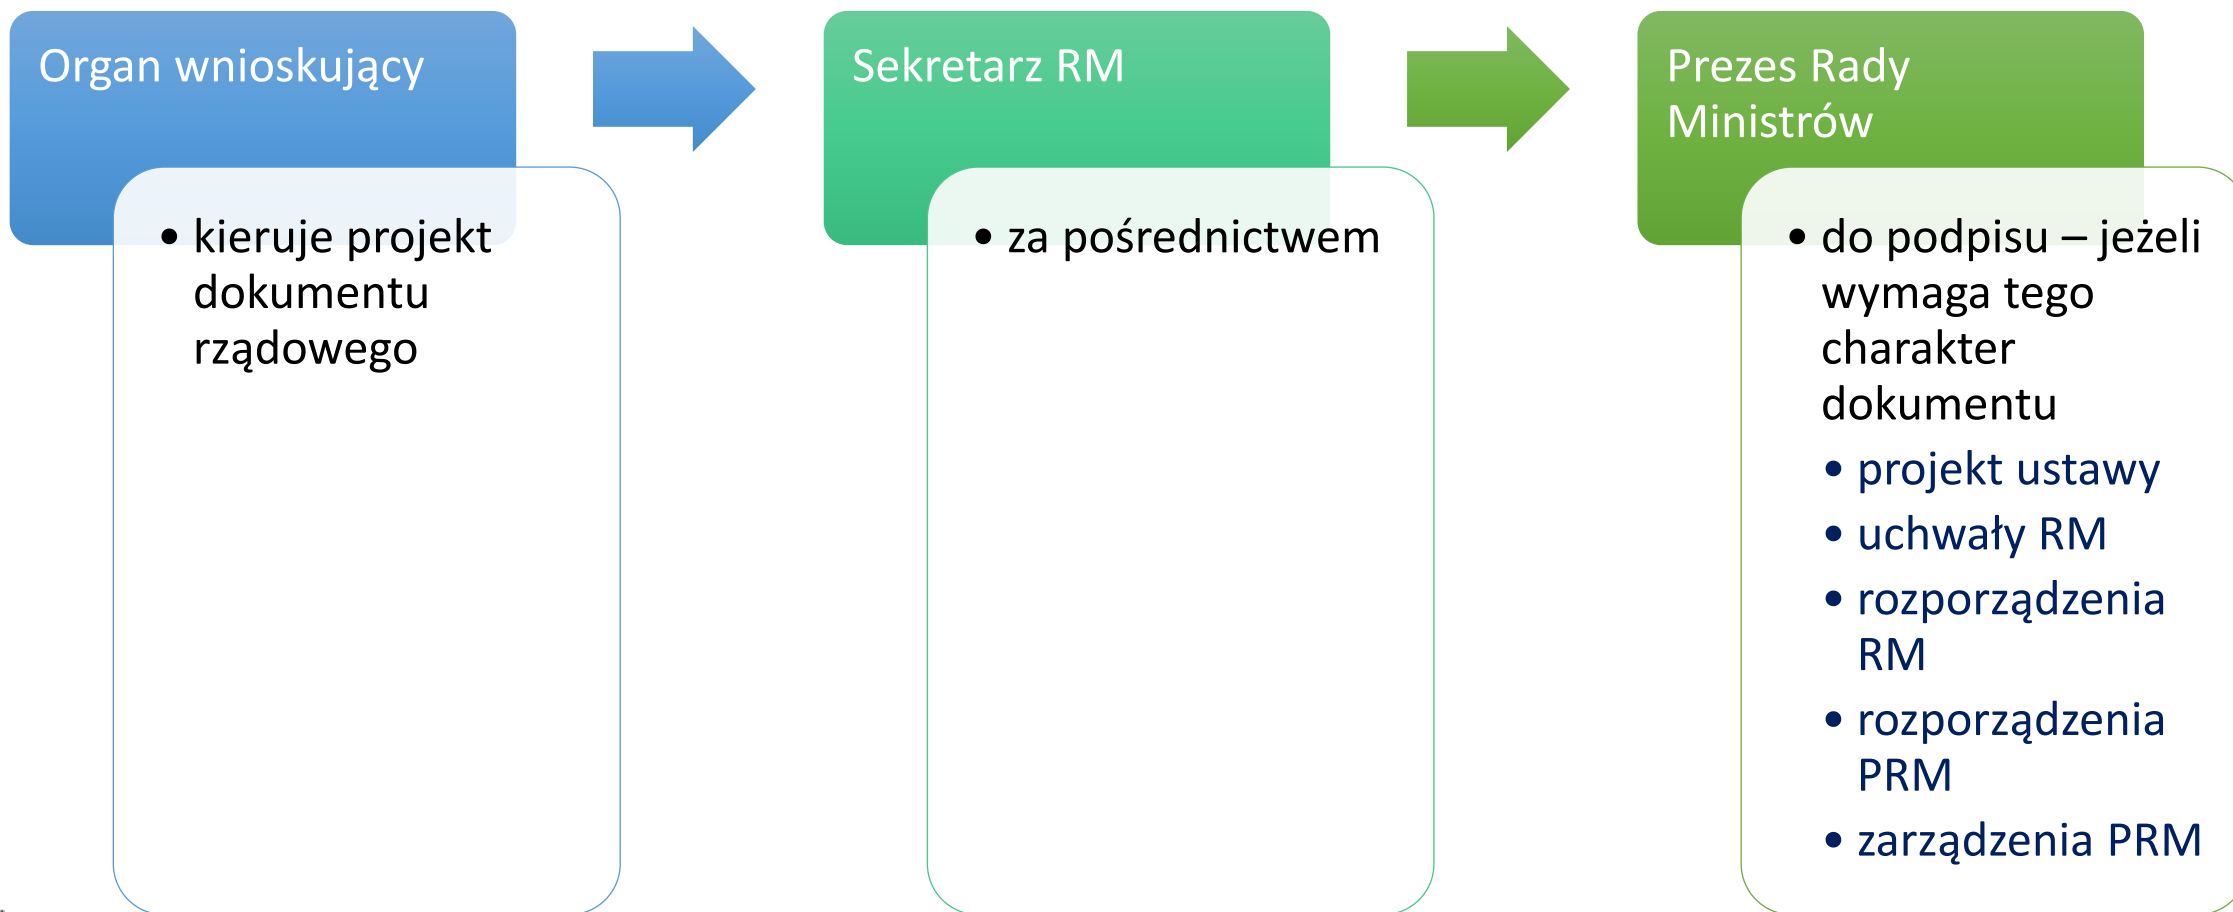 Organ wnioskujący
• kieruje projekt
dokumentu
rządowego
Sekretarz RM
• za pośrednictwem
Prezes Rady
Ministrów
• do podpisu – jeżeli
wymaga tego
charakter
dokumentu
• projekt ustawy
• uchwały RM
• rozporządzenia
RM
• rozporządzenia
PRM
• zarządzenia PRM